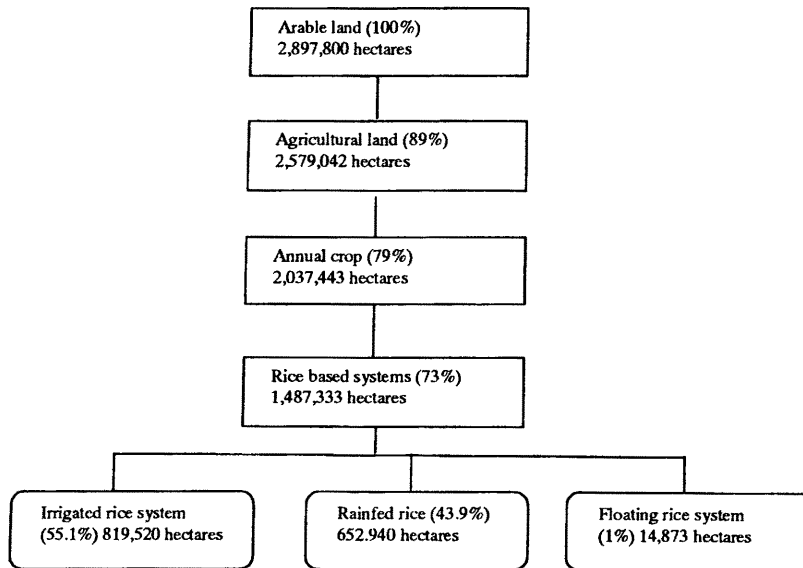 Arable land (100%)
2,897,800 hectares
Agricultural land (89%)
2,579,042 hectares
Annual crop (79%)
2,037,443 hectares
Rice based systems (73%)
1,487,333 hectares
Irrigated rice system
(55.1%) 819,520 hectares
Rainfed rice (43.9%)
652.940 hectares
Floating rice system
(1%) 14,873 hectares